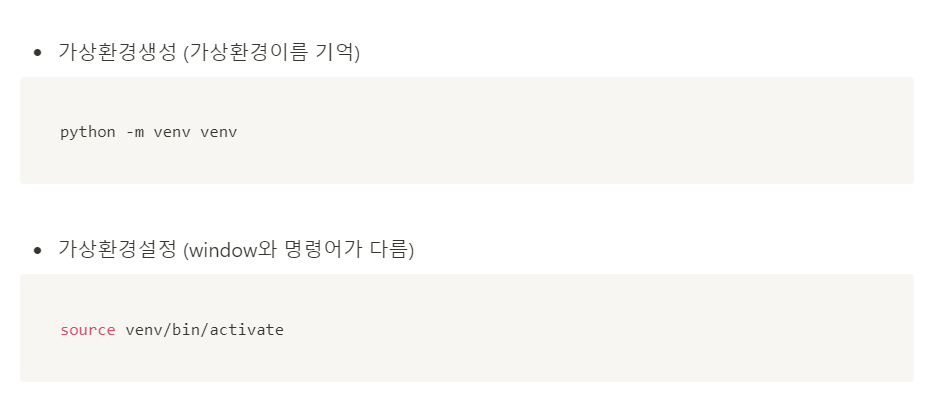 가상환경생성 (가상환경이름 기억)
python -m venv venv
가상환경설정 (window와 명령어가 다름)
source venv/bin/activate